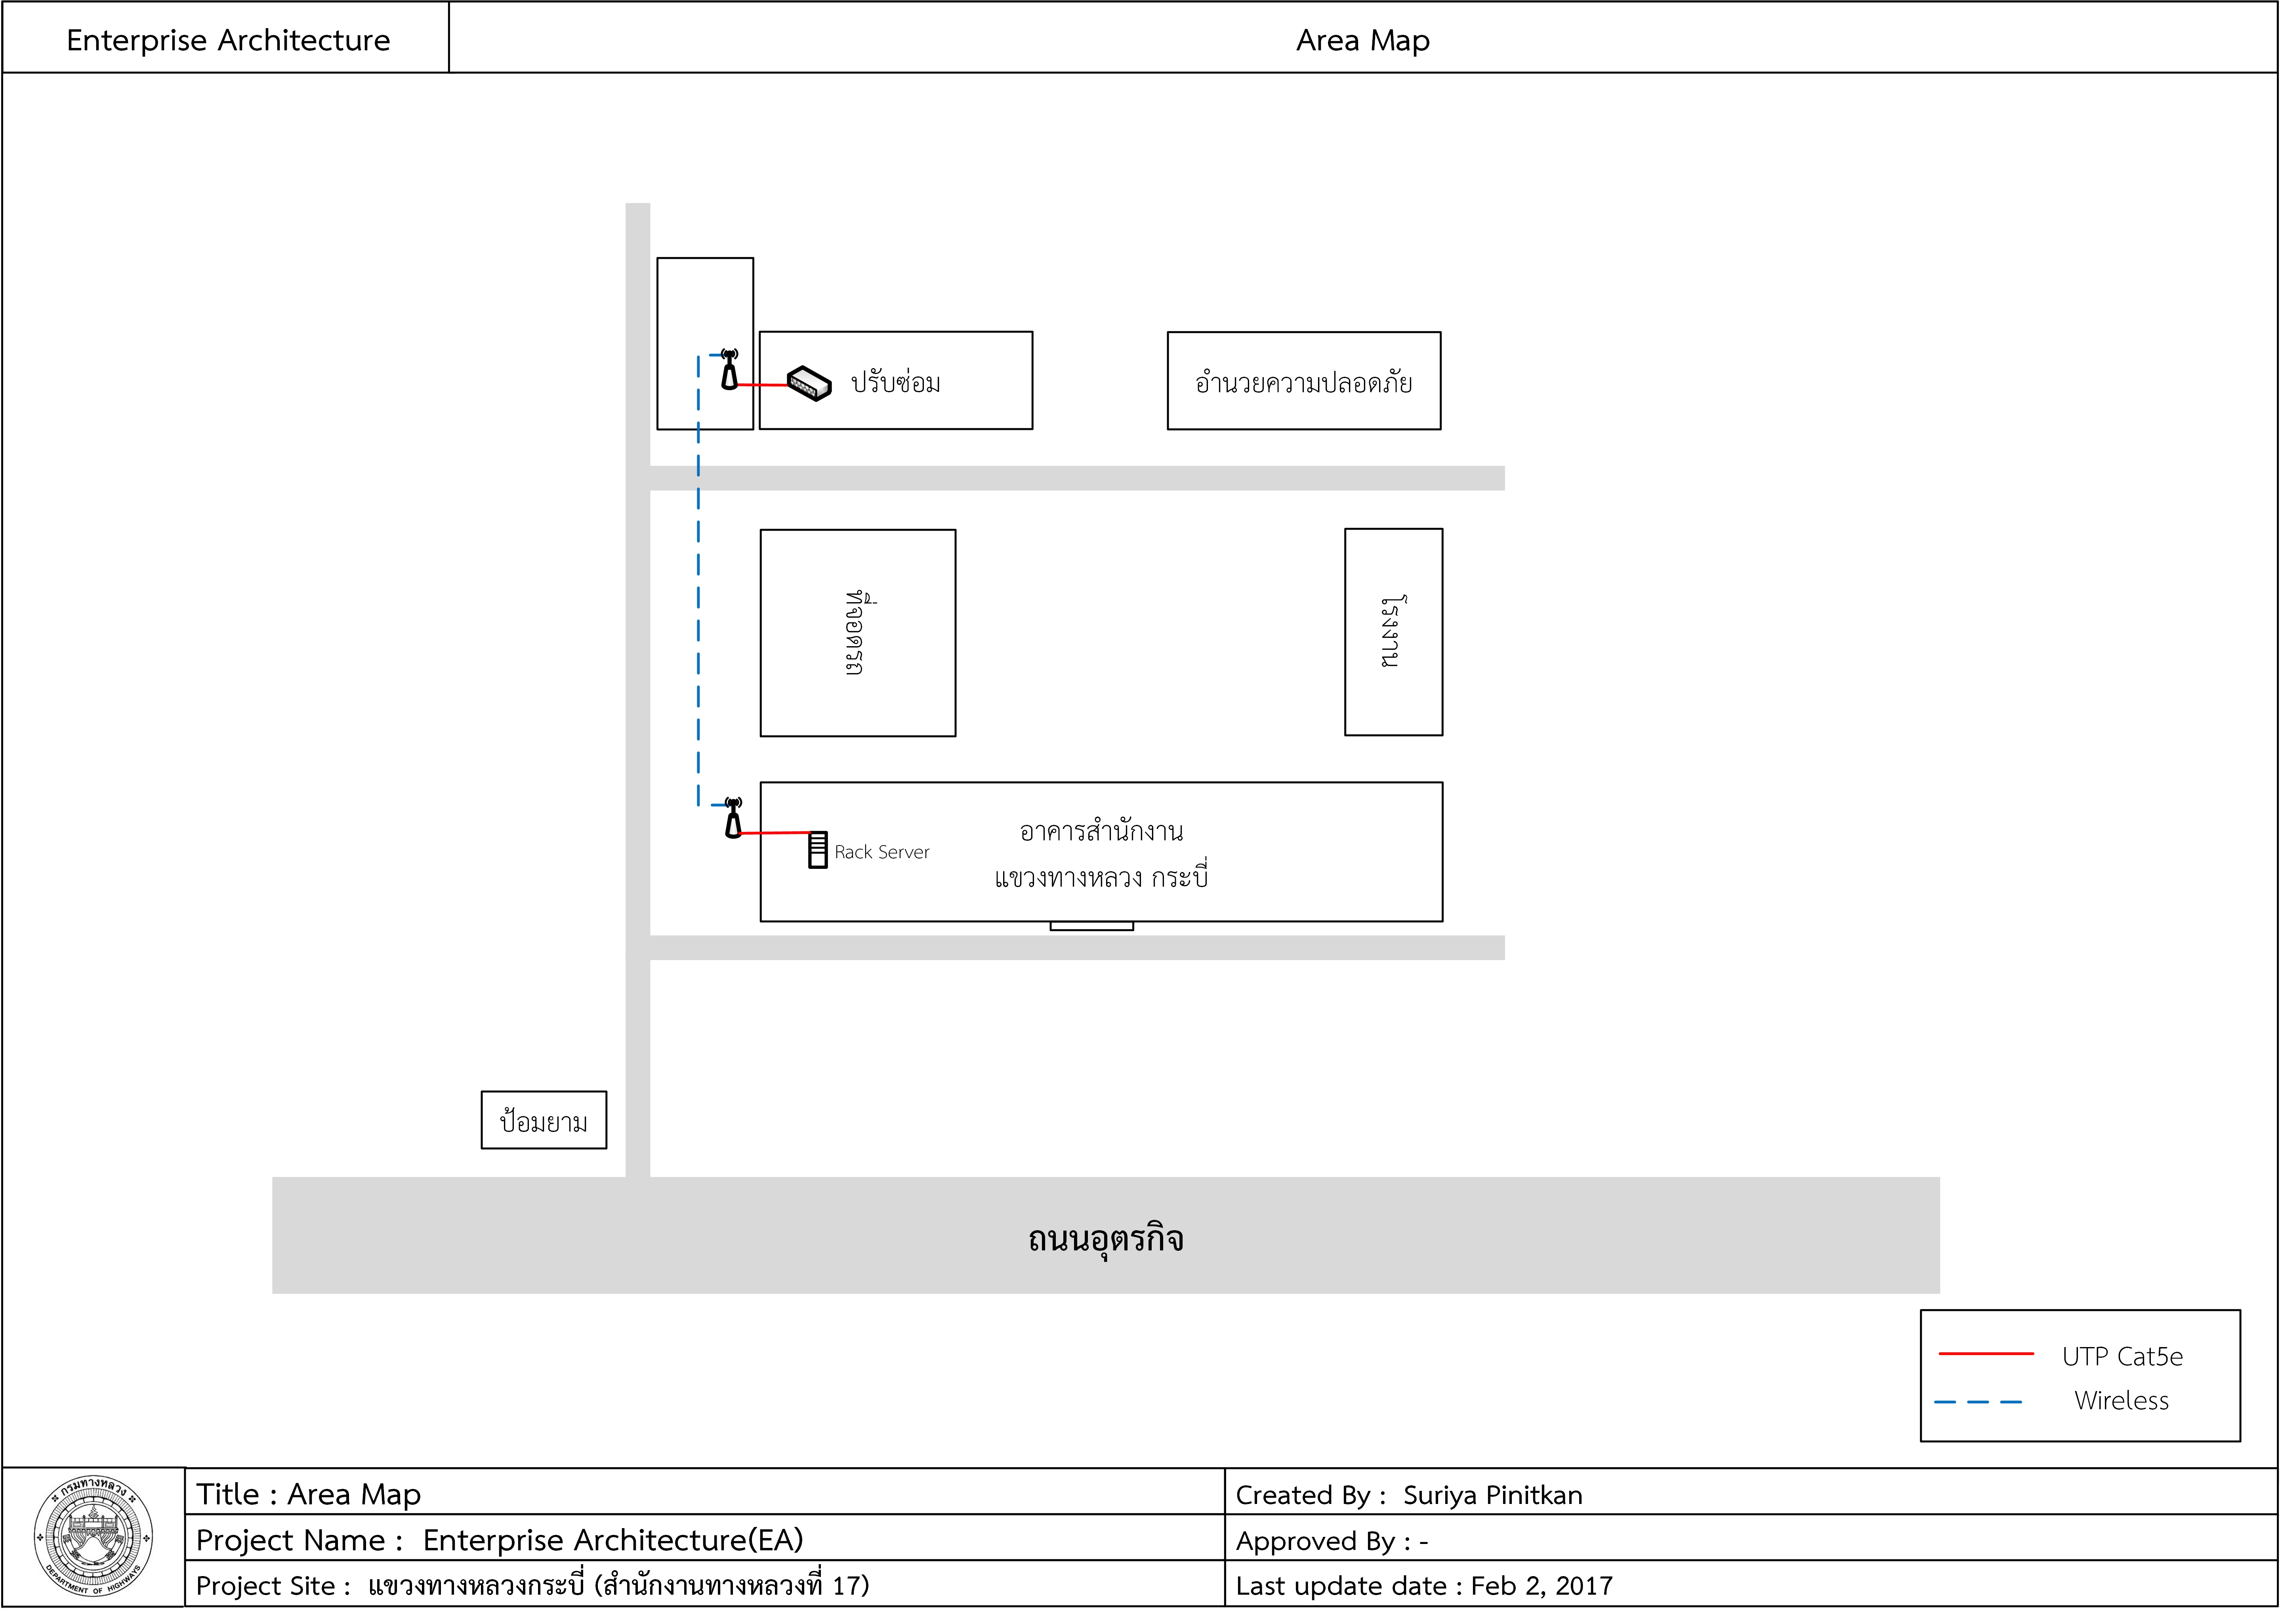 Enterprise Architecture
Area Map
ปรับซ่อม
อำนวยความปลอดภัย
ที่จอดรถ
โรงงาน
อาคารสำนักงาน
แขวงทางหลวง กระบี่
Rack Server
ป้อมยาม
ถนนอุตรกิจ
UTP Cat5e
Wireless
กรมทางหลวง
DEPARTMENT OF HIGHWAYS
Title : Area Map
Created By : Suriya Pinitkan
Project Name : Enterprise Architecture(EA)
Approved By : -
Project Site : แขวงทางหลวงกระบี่ (สำนักงานทางหลวงที่ 17)
Last update date : Feb 2, 2017